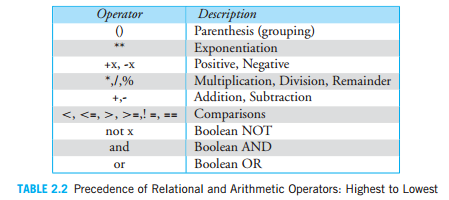 Operator Description
() Parenthesis (grouping)
** Exponentiation
+x, -x Positive, Negative
*,/,% Multiplication, Division, Remainder
+,- Addition, Subtraction
<, <=, >, >=,! =, == Comparisons
not x Boolean NOT
and Boolean AND
or Boolean OR
TABLE 2.2 Precedence of Relational and Arithmetic Operators: Highest to Lowest